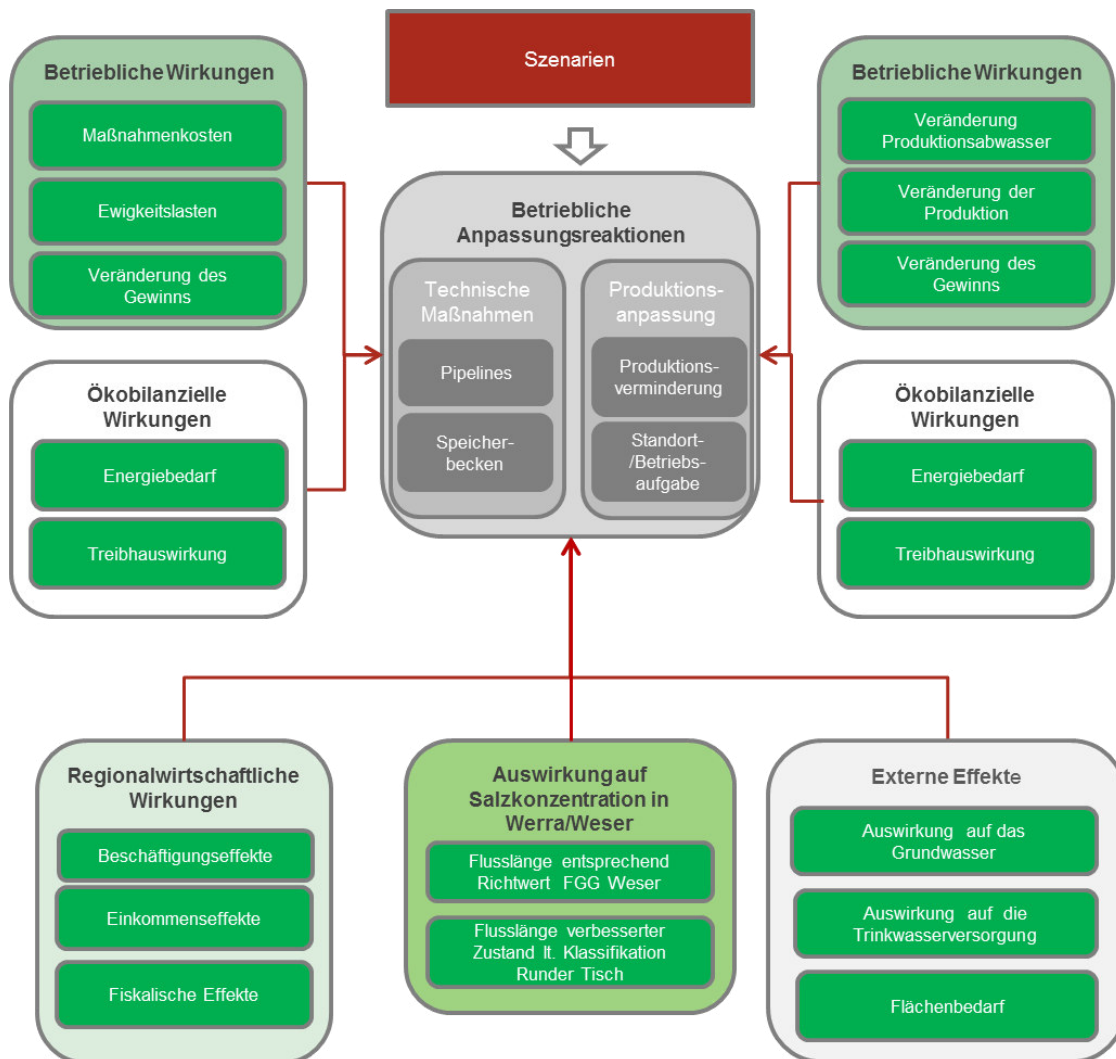 Szenarien
Betriebliche Wirkungen
Maßnahmenkosten
Ewigkeitslasten
Veränderung des
Gewinns
Betriebliche Wirkungen
Veränderung
Produktionsabwasser
Veränderung der
Produktion
Veränderung des
Gewinns
Betriebliche
Anpassungsreaktionen
Technische
Maßnahmen
Pipelines
Speicher-
becken
Produktions-
anpassung
Produktions-
verminderung
Standort-
/Betriebs-
aufgabe
Ökobilanzielle
Wirkungen
Energiebedarf
Treibhauswirkung
Ökobilanzielle
Wirkungen
Energiebedarf
Treibhauswirkung
Regionalwirtschaftliche
Wirkungen
Beschäftigungseffekte
Einkommenseffekte
Fiskalische Effekte
Auswirkung auf
Salzkonzentration in
Werra/Weser
Flusslänge entsprechend
Richtwert FGG Weser
Flusslänge verbesserter
Zustand lt. Klassifikation
Runder Tisch
Externe Effekte
Auswirkung auf das
Grundwasser
Auswirkung auf die
Trinkwasserversorgung
Flächenbedarf